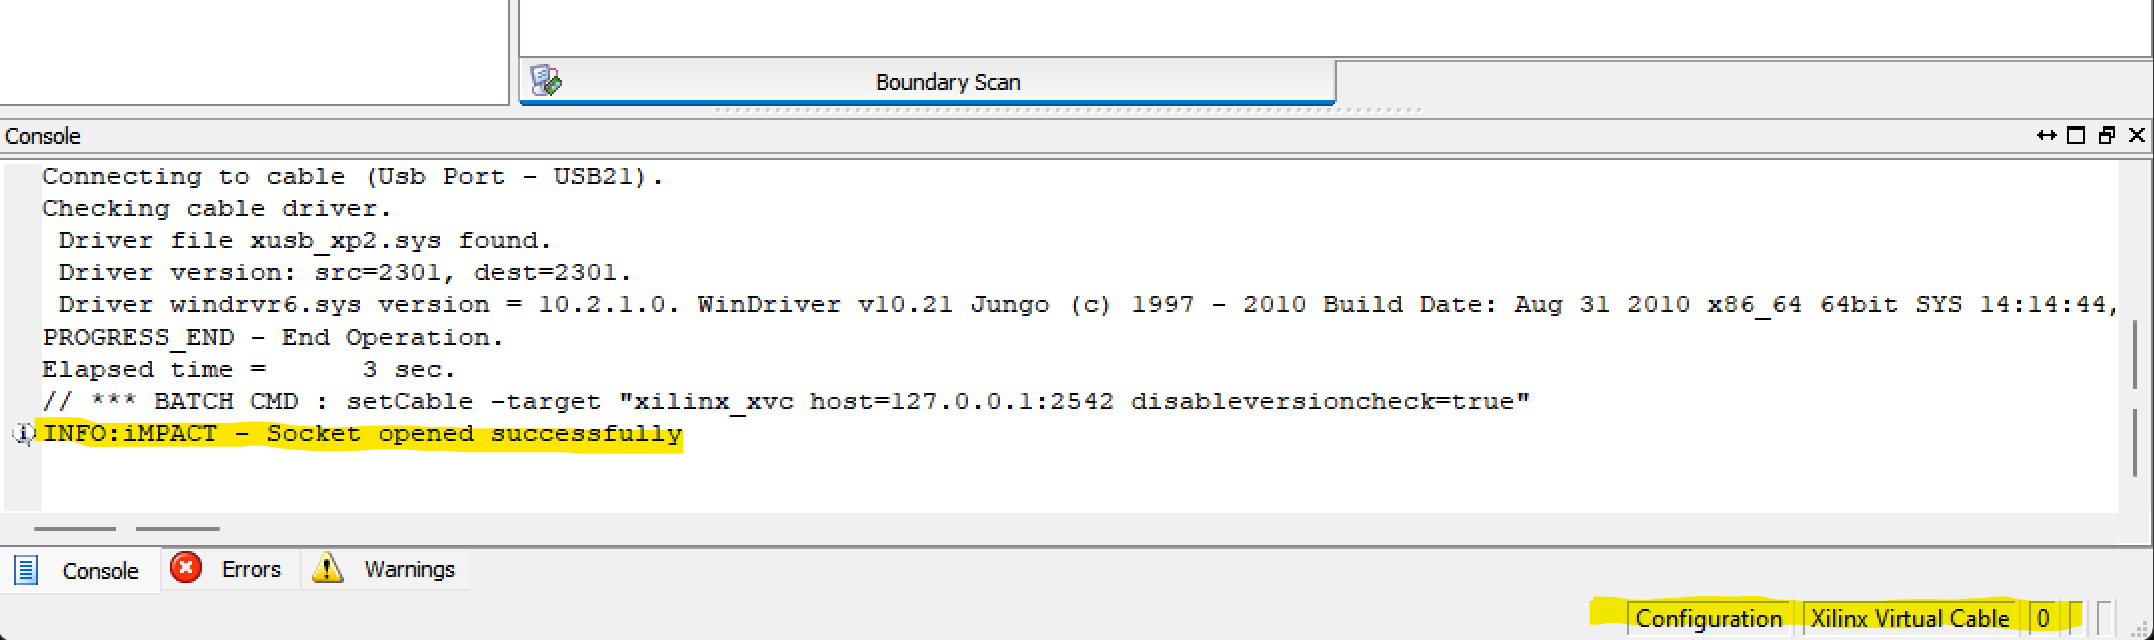 Boundary Scan
Console
Connecting to cable (Usb Port - USB21).
Checking cable driver.
Driver file xusb_xp2.sys found.
Driver version: src=2301, dest=2301.
Driver windrvr6.sys version = 10.2.1.0. WinDriver v10.21 Jungo (c) 1997 - 2010 Build Date: Aug 31 2010 x86_64 64bit SYS 14:14:44,
PROGRESS_END - End Operation.
Elapsed time =      3 sec.
// *** BATCH CMD : setCable -target "xilinx_xvc host=127.0.0.1:2542 disableversioncheck=true"
INFO:iMPACT - Socket opened successfully
Console Errors Warnings
Configuration Xilinx Virtual Cable 0